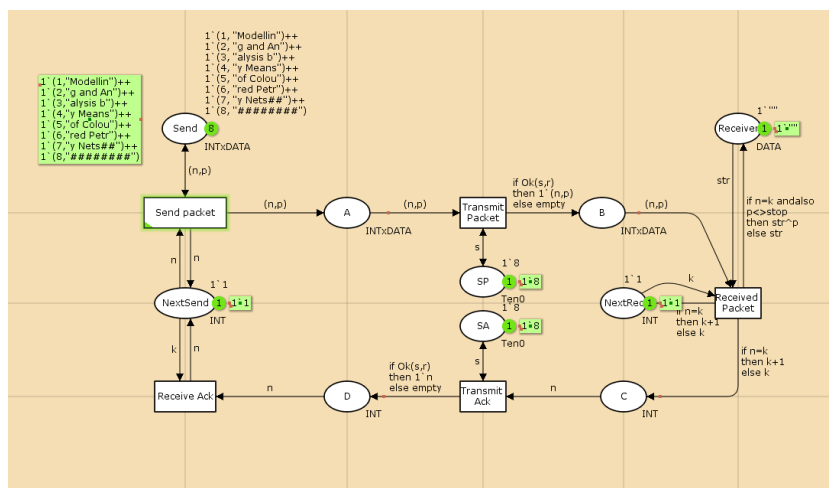 1`(1, "Modellin")++
1`(2, "g and An")++
1`(3, "alysis b")++
1`(4, "y Means")++
1`(5, "of Colou")++
1`(6, "red Petr")++
1`(7, "y Nets##")++
1`(8, "########")
1`(1,"Modellin")++
1`(2,"g and An")++
1`(3,"alysis b")++
1`(4,"y Means")++
1`(5,"of Colou")++
1`(6,"red Petr")++
1`(7,"y Nets##")++
1`(8,"########")
1`""
Send 8
Receiver 1 1`""
INTxDATA
DATA
(n,p)
str
if n=k andalso
p<>stop
then str^p
else str
Send packet
(n,p)
A
(n,p)
Transmit
Packet
if Ok(s,r)
then 1`(n,p)
else empty
B
(n,p)
INTxDATA
INTxDATA
n
n
s
1`8
SP 1 1`8
Ten0
1`1
NextSend 1 1`1
INT
1`1
k
NextRec 1 1`1
INT
Received
Packet
if n=k
then k+1
else k
1`8
SA 1 1`8
Ten0
k
n
s
if n=k
then k+1
else k
if Ok(s,r)
then 1`n
else empty
Receive Ack
n
D
Transmit
Ack
n
C
INT
INT